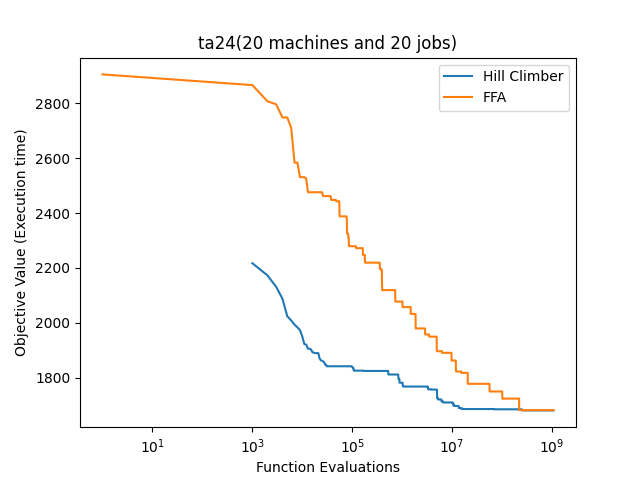 ta24(20 machines and 20 jobs)
Hill Climber
FFA
Objective Value (Execution time)
2800
2600
2400
2200
2000
1800
10^1 10^3 10^5 10^7 10^9
Function Evaluations